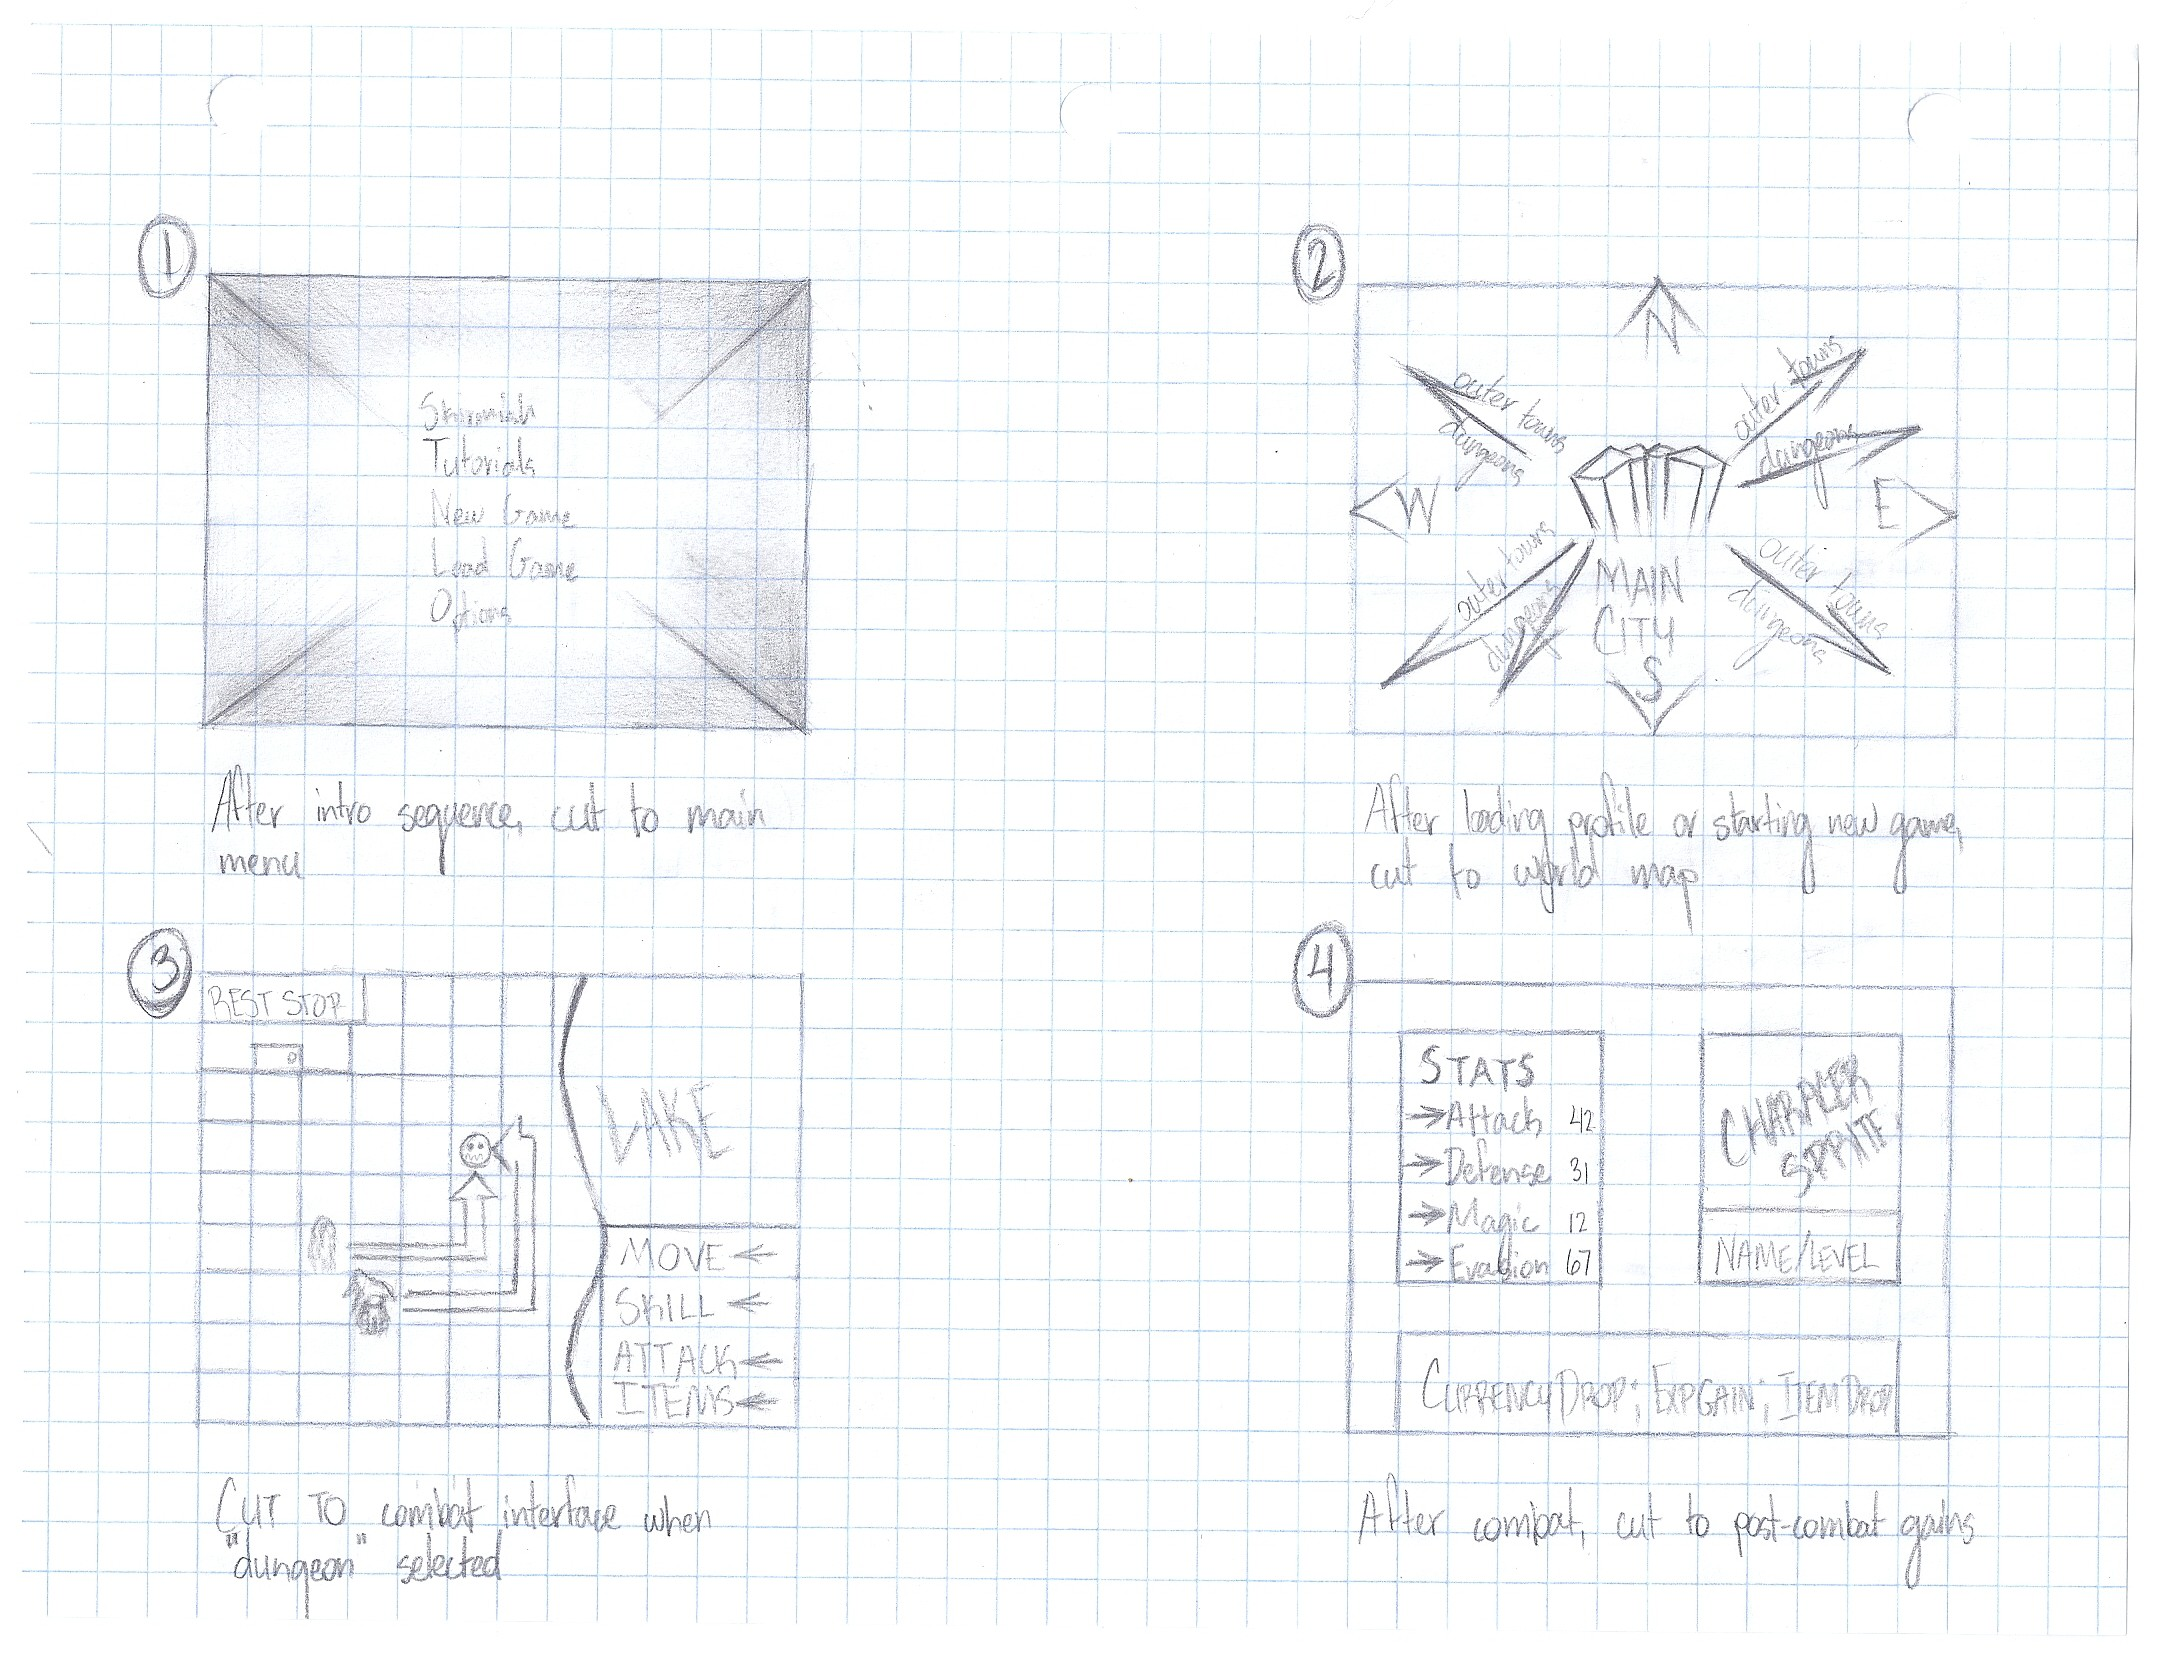 1
Skirmish
Tutorials
New Game
Load Game
Options
After intro sequence, cut to main
menu
2
N
outer towns
dungeons
outer towns
dungeons
W
E
outer towns
dungeons
MAIN
CITY
outer towns
dungeons
S
After loading profile or starting new game,
cut to world map
3
REST STOP
LAKE
MOVE
SKILL
ATTACK
ITEMS
CUT TO combat interface when
"dungeon" selected
4
STATS
Attack 42
Defense 31
Magic 12
Evasion 67
CHARACTER
SPRITE
NAME/LEVEL
CURRENCY DROP; EXP GAIN; ITEM DROP
After combat, cut to post-combat gains